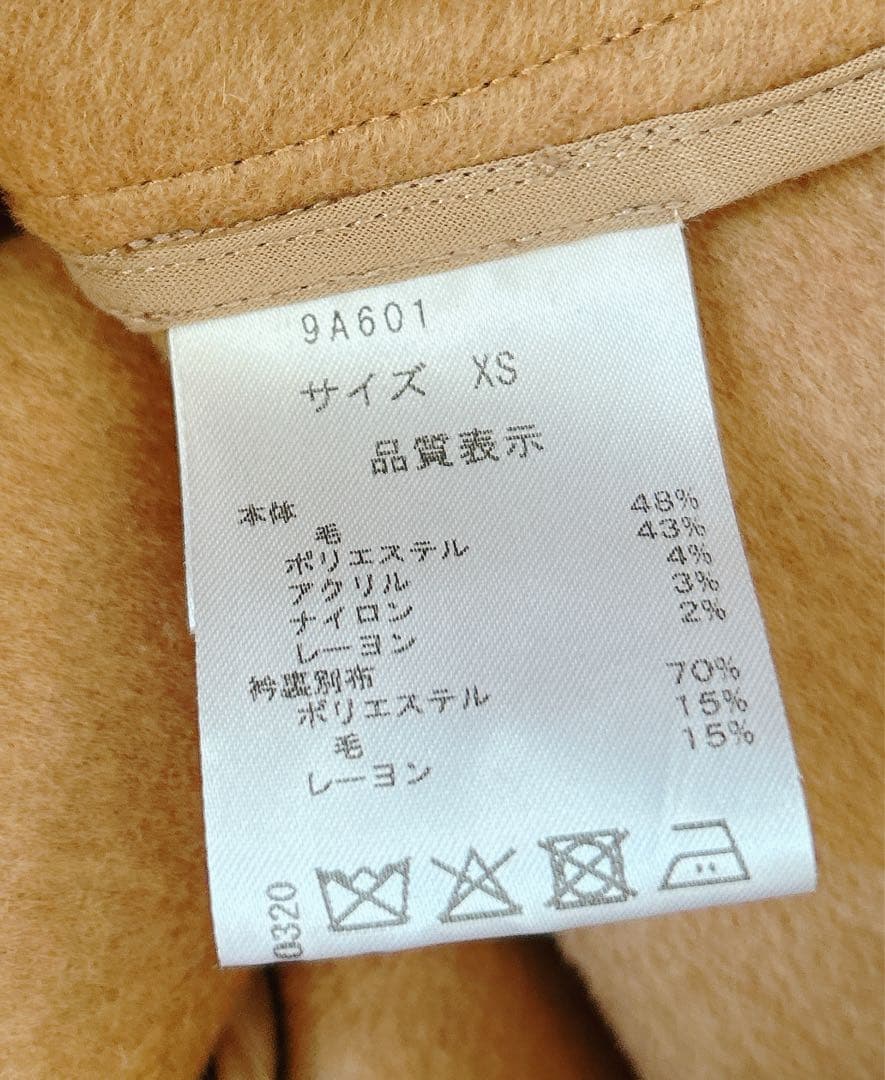 9A601
サイズ XS
品質表示
本体
毛 48%
ポリエステル 43%
アクリル 4%
ナイロン 3%
レーヨン 2%
衿裏別布
ポリエステル 70%
毛 15%
レーヨン 15%
0320